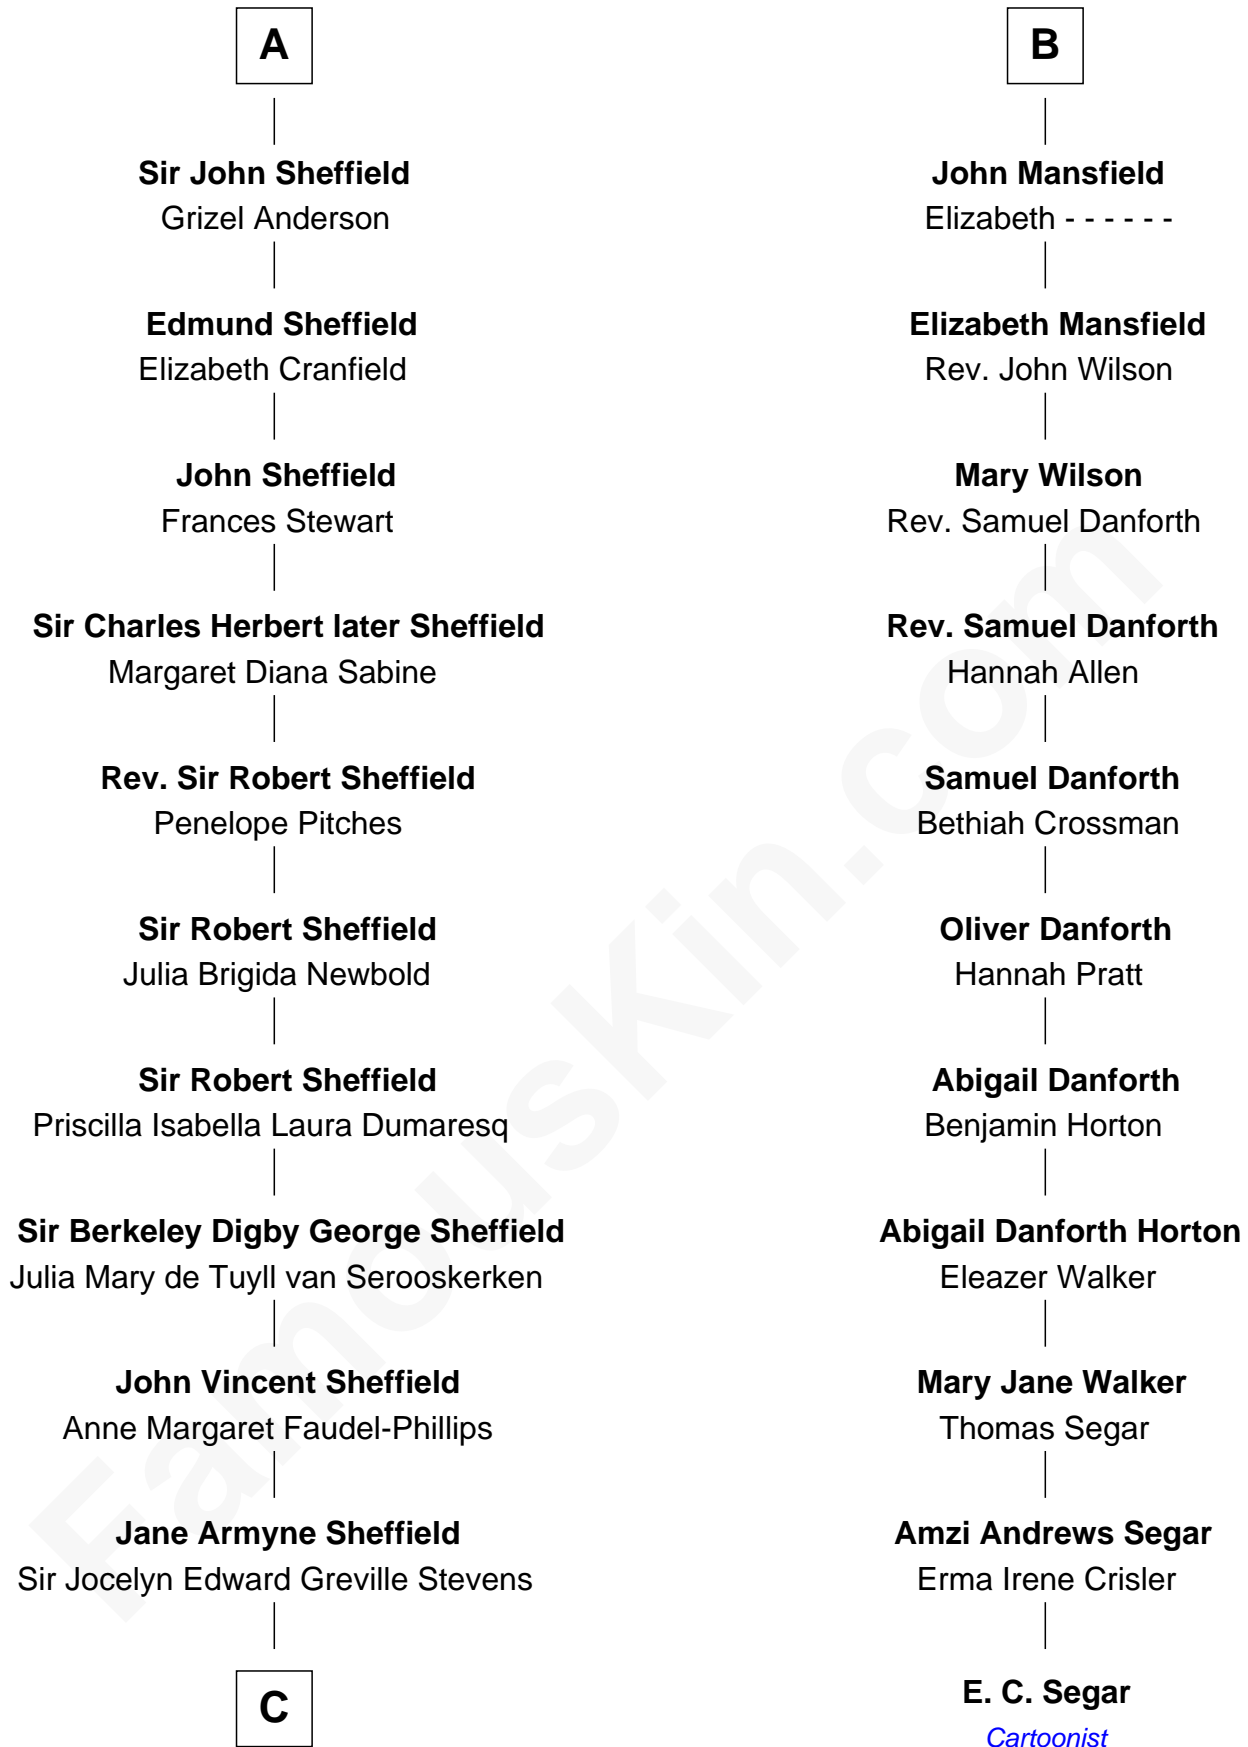 A
Sir John Sheffield
Grizel Anderson
Edmund Sheffield
Elizabeth Cranfield
John Sheffield
Frances Stewart
Sir Charles Herbert later Sheffield
Margaret Diana Sabine
Rev. Sir Robert Sheffield
Penelope Pitches
Sir Robert Sheffield
Julia Brigida Newbold
Sir Robert Sheffield
Priscilla Isabella Laura Dumaresq
Sir Berkeley Digby George Sheffield
Julia Mary de Tuyll van Serooskerken
John Vincent Sheffield
Anne Margaret Faudel-Phillips
Jane Armyne Sheffield
Sir Jocelyn Edward Greville Stevens
C
B
John Mansfield
Elizabeth - - - - - -
Elizabeth Mansfield
Rev. John Wilson
Mary Wilson
Rev. Samuel Danforth
Rev. Samuel Danforth
Hannah Allen
Samuel Danforth
Bethiah Crossman
Oliver Danforth
Hannah Pratt
Abigail Danforth
Benjamin Horton
Abigail Danforth Horton
Eleazer Walker
Mary Jane Walker
Thomas Segar
Amzi Andrews Segar
Erma Irene Crisler
E. C. Segar
Cartoonist
FamousKin.com